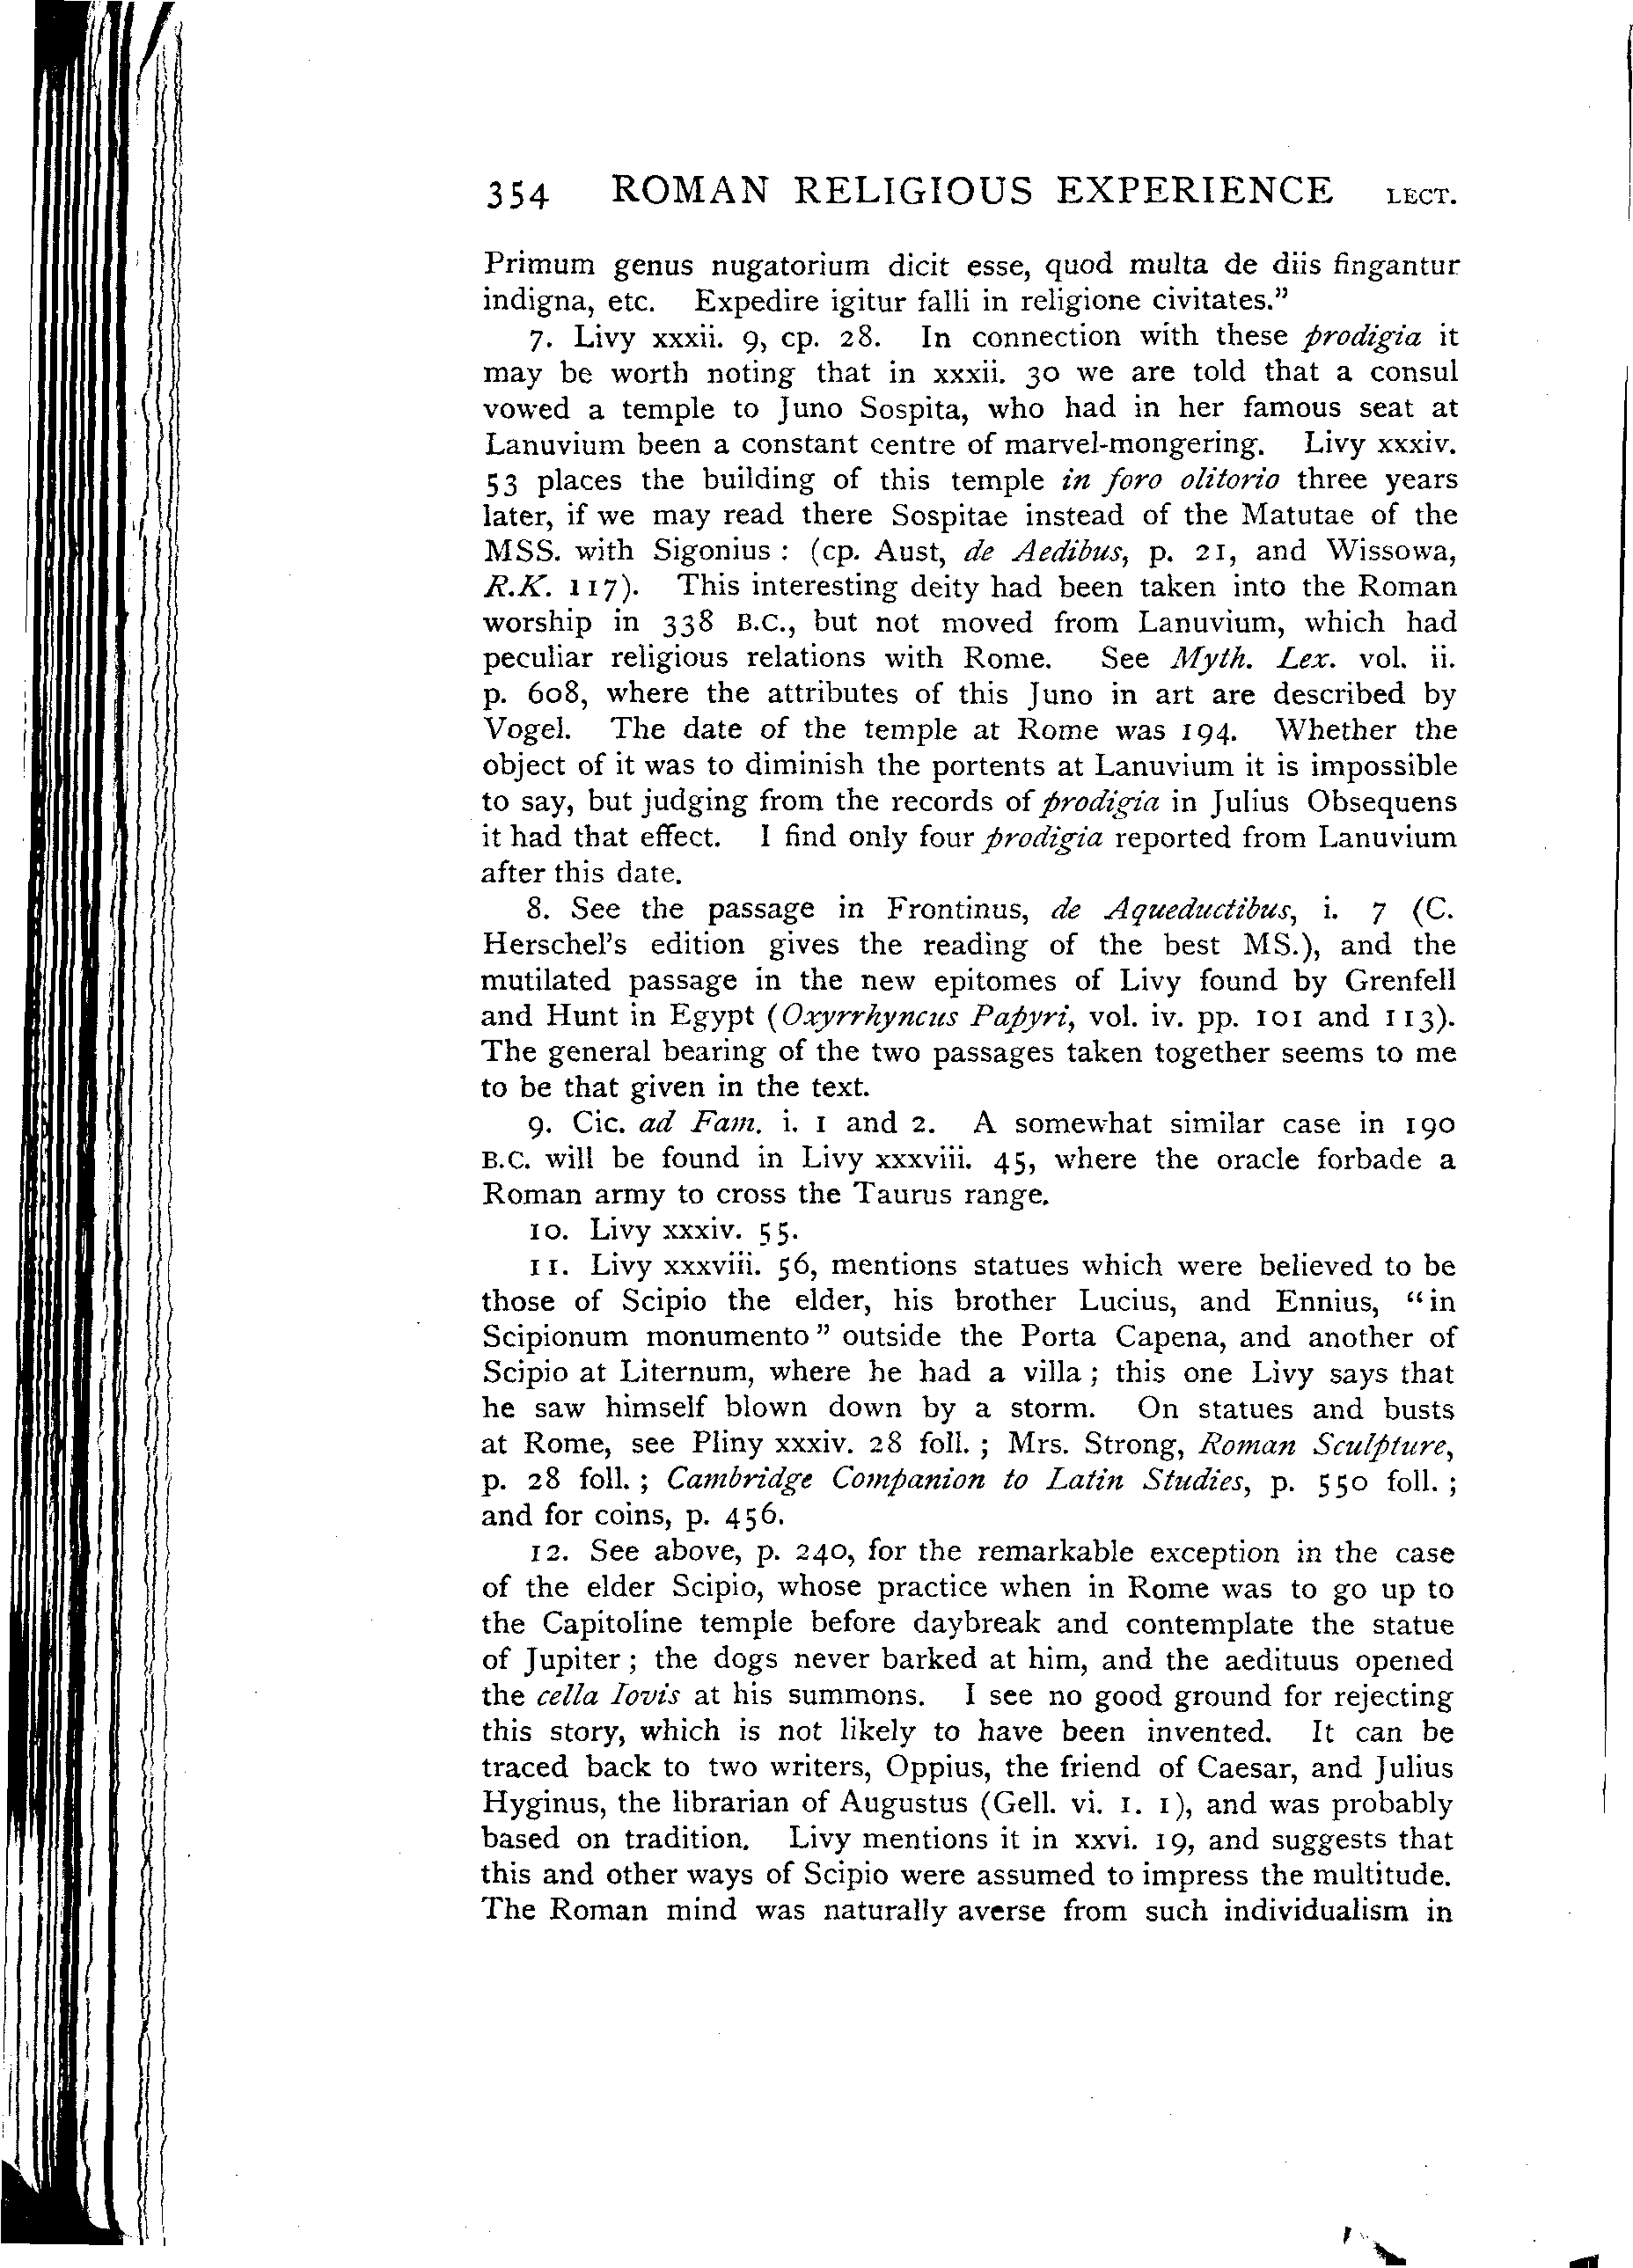 354 ROMAN RELIGIOUS EXPERIENCE LECT.
Primum genus nugatorium dicit esse, quod multa de diis fingantur
indigna, etc. Expedire igitur falli in religione civitates.”
7. Livy xxxii. 9, cp. 28. In connection with these prodigia it
may be worth noting that in xxxii. 30 we are told that a consul
vowed a temple to Juno Sospita, who had in her famous seat at
Lanuvium been a constant centre of marvel-mongering. Livy xxxiv.
53 places the building of this temple in foro olitorio three years
later, if we may read there Sospitae instead of the Matutae of the
MSS. with Sigonius : (cp. Aust, de Aedibus, p. 21, and Wissowa,
R.K. 117). This interesting deity had been taken into the Roman
worship in 338 B.C., but not moved from Lanuvium, which had
peculiar religious relations with Rome. See Myth. Lex. vol. ii.
p. 608, where the attributes of this Juno in art are described by
Vogel. The date of the temple at Rome was 194. Whether the
object of it was to diminish the portents at Lanuvium it is impossible
to say, but judging from the records of prodigia in Julius Obsequens
it had that effect. I find only four prodigia reported from Lanuvium
after this date.
8. See the passage in Frontinus, de Aqueductibus, i. 7 (C.
Herschel's edition gives the reading of the best MS.), and the
mutilated passage in the new epitomes of Livy found by Grenfell
and Hunt in Egypt (Oxyrrhyncus Papyri, vol. iv. pp. 101 and 113).
The general bearing of the two passages taken together seems to me
to be that given in the text.
9. Cic. ad Fam. i. 1 and 2. A somewhat similar case in 190
B.C. will be found in Livy xxxviii. 45, where the oracle forbade a
Roman army to cross the Taurus range.
10. Livy xxxiv. 55.
11. Livy xxxviii. 56, mentions statues which were believed to be
those of Scipio the elder, his brother Lucius, and Ennius, “in
Scipionum monumento” outside the Porta Capena, and another of
Scipio at Liternum, where he had a villa ; this one Livy says that
he saw himself blown down by a storm. On statues and busts
at Rome, see Pliny xxxiv. 28 foll. ; Mrs. Strong, Roman Sculpture,
p. 28 foll. ; Cambridge Companion to Latin Studies, p. 550 foll. ;
and for coins, p. 456.
12. See above, p. 240, for the remarkable exception in the case
of the elder Scipio, whose practice when in Rome was to go up to
the Capitoline temple before daybreak and contemplate the statue
of Jupiter ; the dogs never barked at him, and the aedituus opened
the cella Iovis at his summons. I see no good ground for rejecting
this story, which is not likely to have been invented. It can be
traced back to two writers, Oppius, the friend of Caesar, and Julius
Hyginus, the librarian of Augustus (Gell. vi. 1. 1), and was probably
based on tradition. Livy mentions it in xxvi. 19, and suggests that
this and other ways of Scipio were assumed to impress the multitude.
The Roman mind was naturally averse from such individualism in